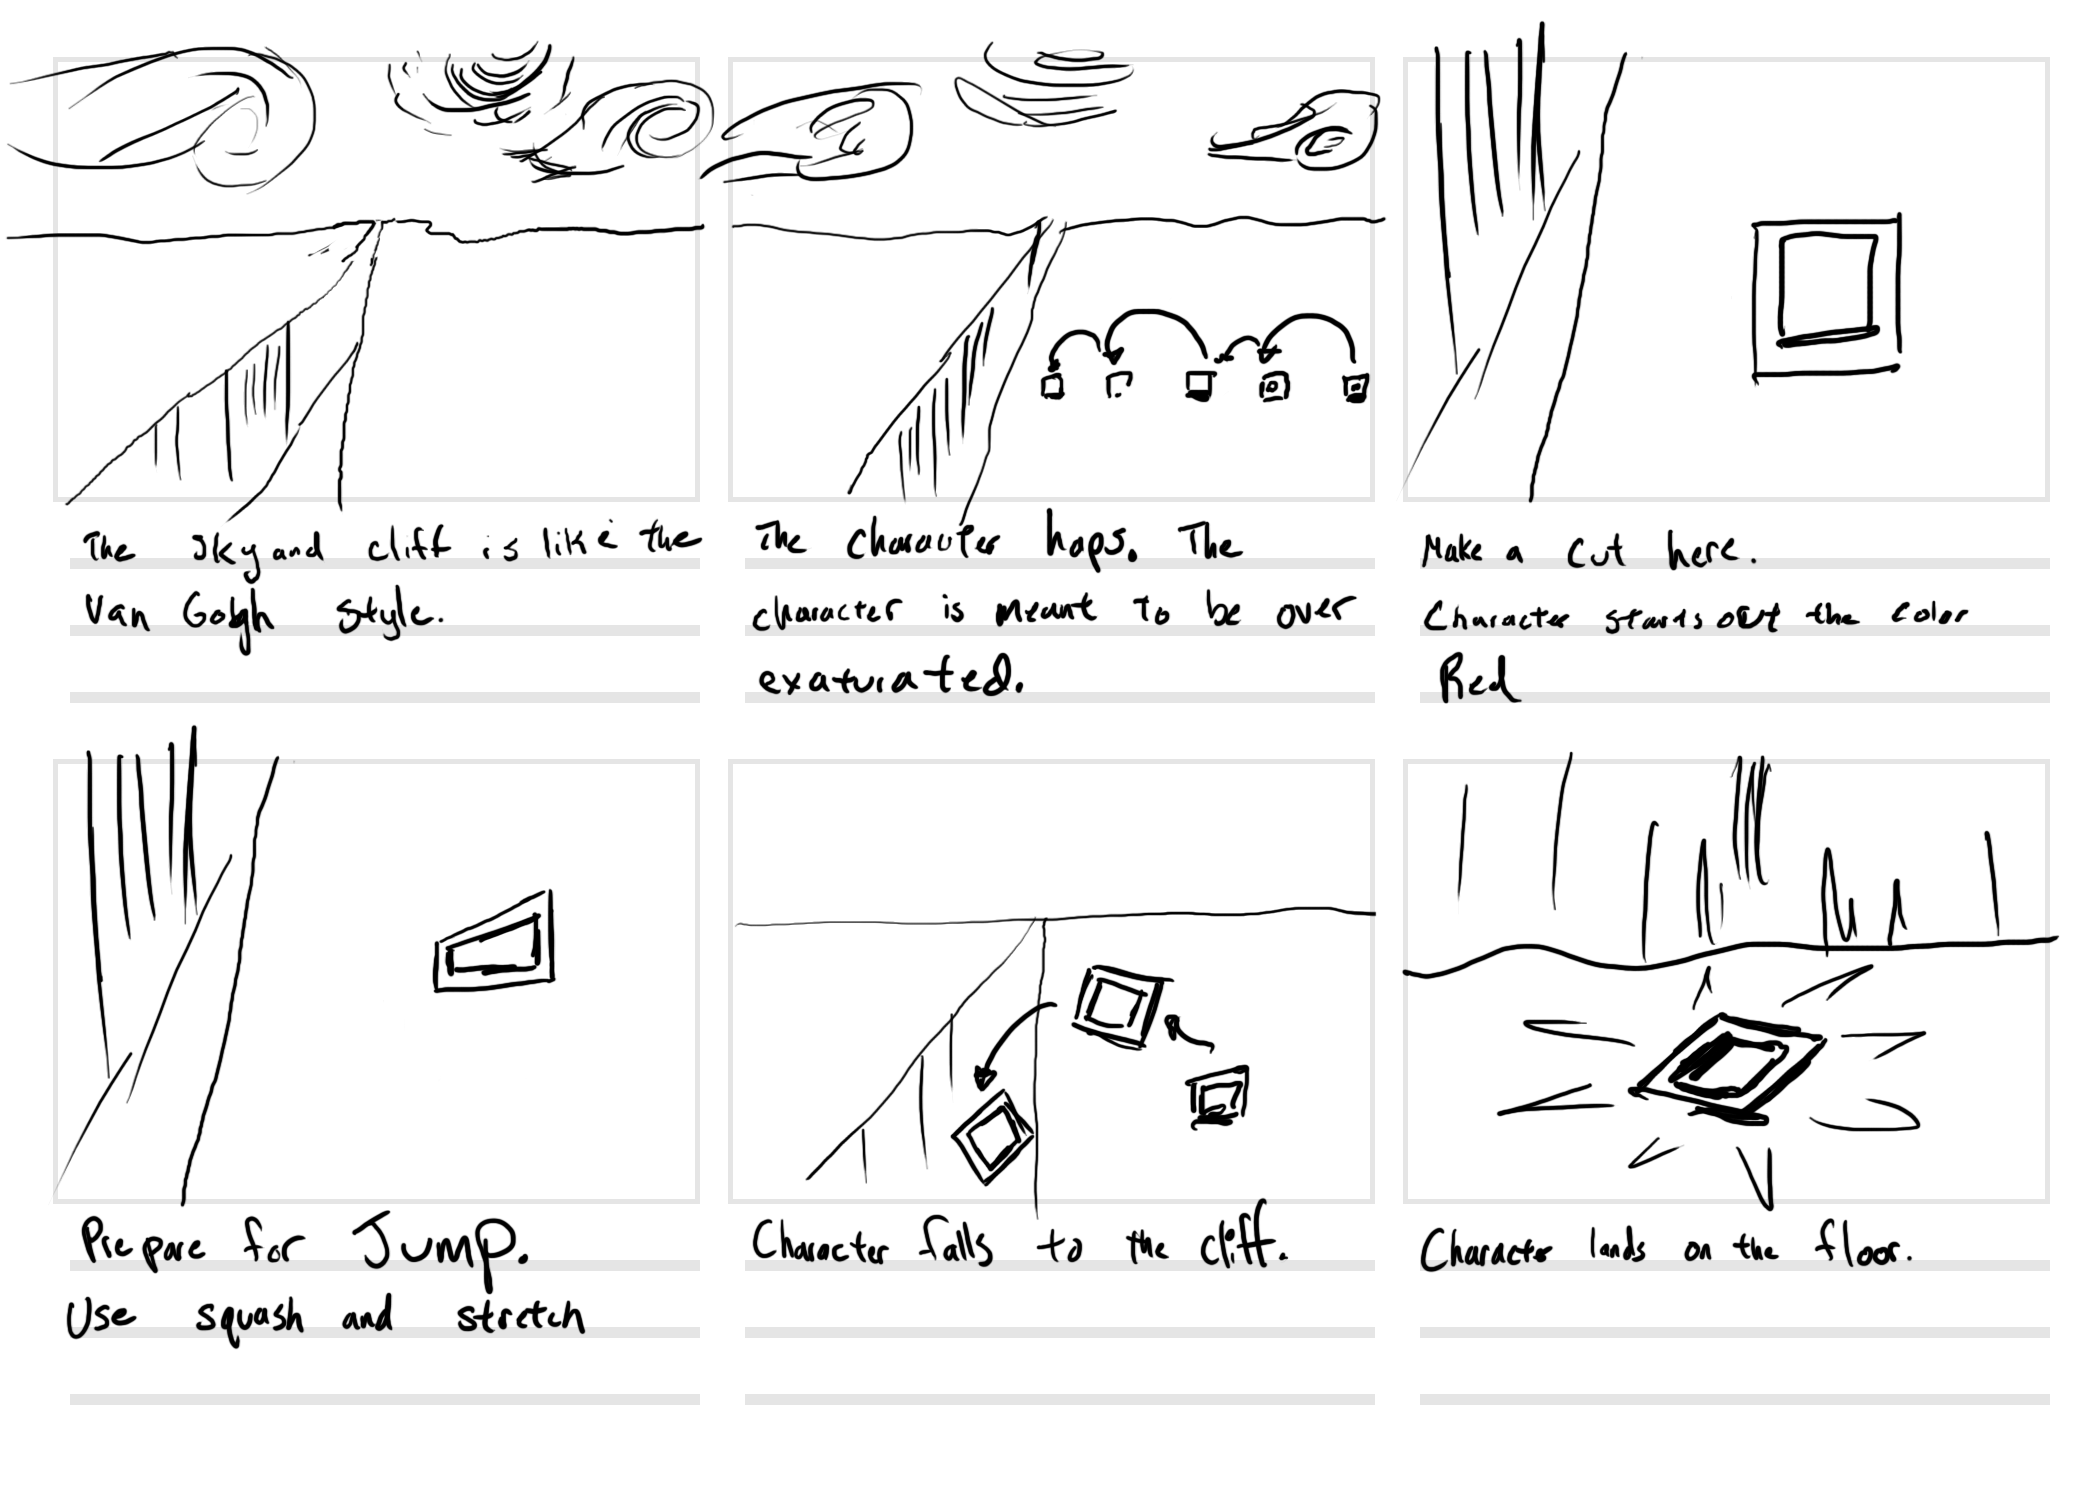 The sky and cliff is like the
Van Gohgh style.
The character hops. The
character is meant to be over
exaturated.
Make a cut here.
Character starts out the color
Red
Prepare for Jump.
Use squash and stretch
Character falls to the cliff.
Character lands on the floor.